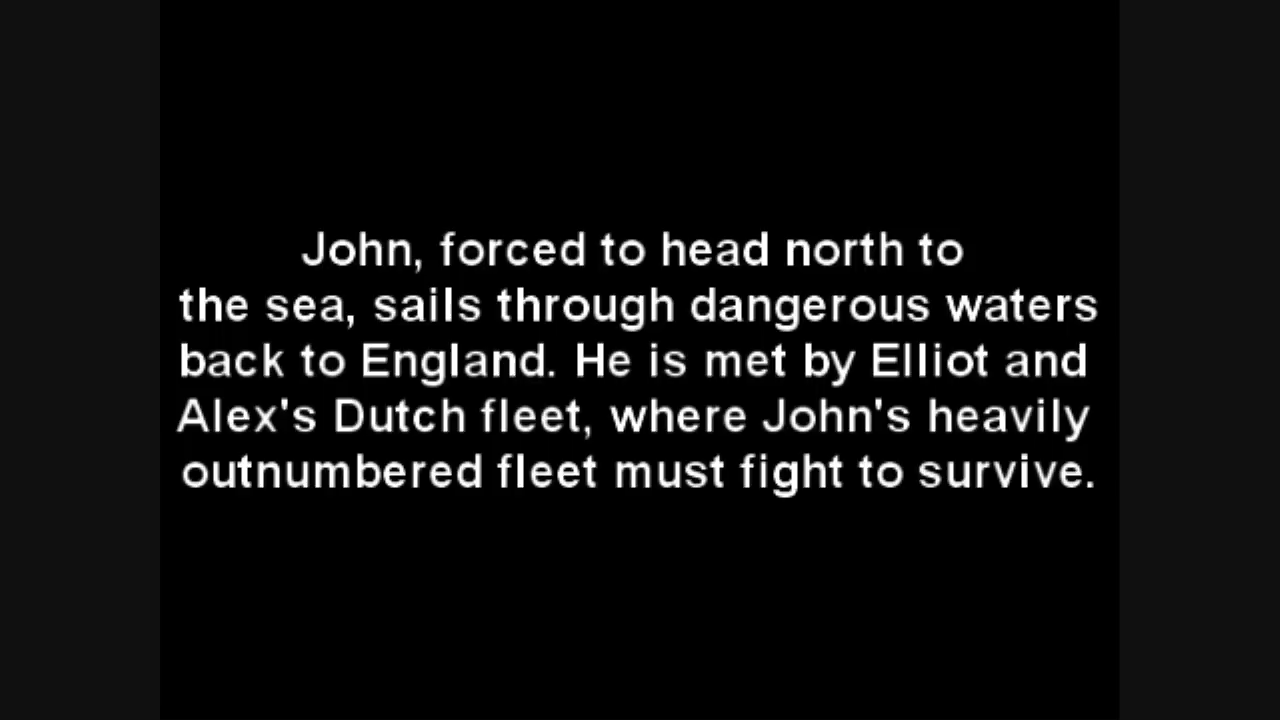 John, forced to head north to
the sea, sails through dangerous waters
back to England. He is met by Elliot and
Alex's Dutch fleet, where John's heavily
outnumbered fleet must fight to survive.